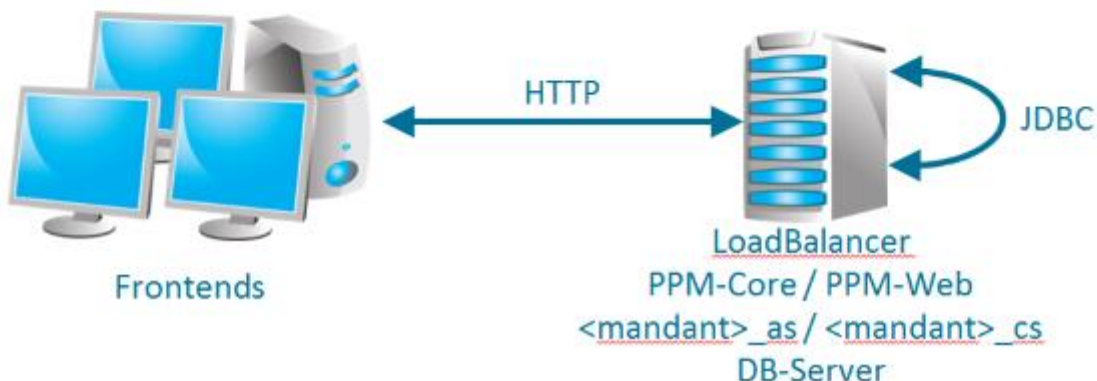 HTTP
JDBC
Frontends
LoadBalancer
PPM-Core / PPM-Web
<mandant>_as / <mandant>_cs
DB-Server